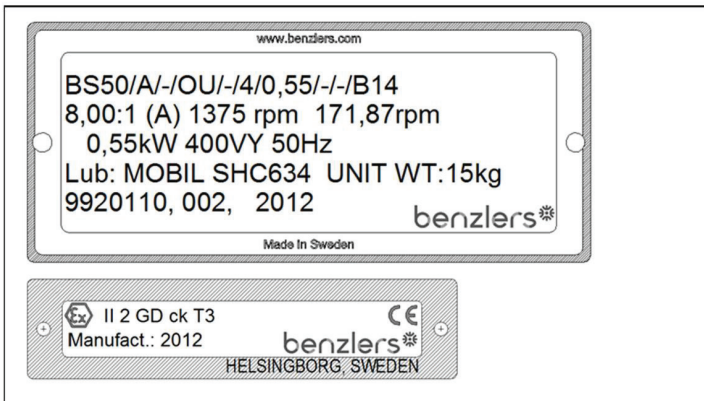 www.benzlers.com
BS50/A/-/OU/-/4/0,55/-/-/B14
8,00:1 (A) 1375 rpm 171,87rpm
0,55kW 400VY 50Hz
Lub: MOBIL SHC634 UNIT WT:15kg
9920110, 002, 2012
benzlers
Made in Sweden
Ex II 2 GD ck T3 CE
Manufact.: 2012
benzlers
HELSINGBORG, SWEDEN